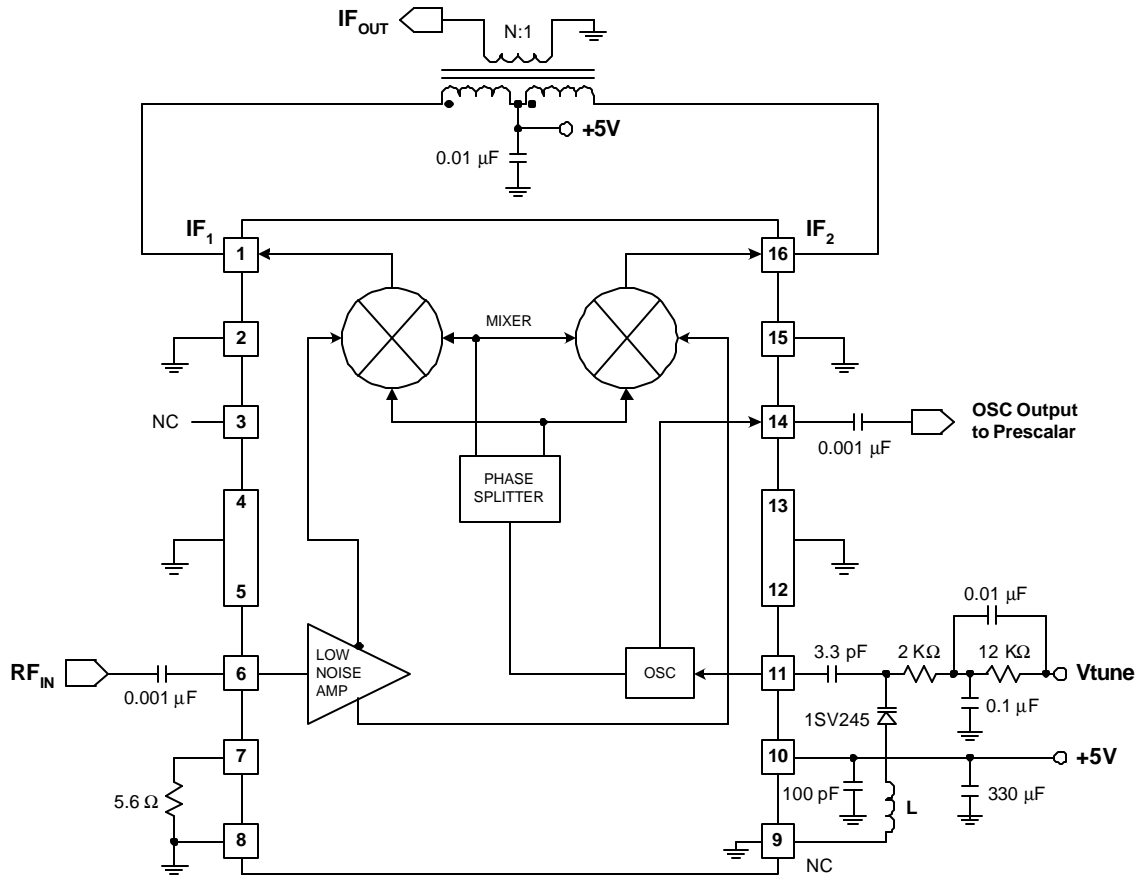 IF_OUT
N:1
+5V
0.01 µF
IF_1
IF_2
1
16
MIXER
2
15
NC
3
14
OSC Output
to Prescalar
0.001 µF
PHASE
SPLITTER
4
13
5
12
0.01 µF
RF_IN
0.001 µF
6
LOW
NOISE
AMP
OSC
11
3.3 pF
2 KΩ
12 KΩ
Vtune
1SV245
0.1 µF
7
10
+5V
5.6 Ω
100 pF
L
330 µF
8
9
NC